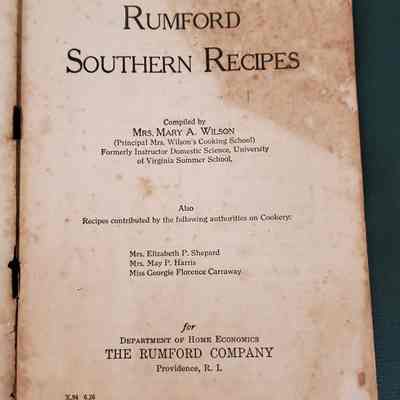 RUMFORD
SOUTHERN RECIPES
Compiled by
MRS. MARY A. WILSON
(Principal Mrs. Wilson's Cooking School)
Formerly Instructor Domestic Science, University
of Virginia Summer School.
Also
Recipes contributed by the following authorities on Cookery:
Mrs. Elizabeth P. Shepard
Mrs. May P. Harris
Miss Georgie Florence Carraway.
for
DEPARTMENT OF HOME ECONOMICS
THE RUMFORD COMPANY
Providence, R. I.